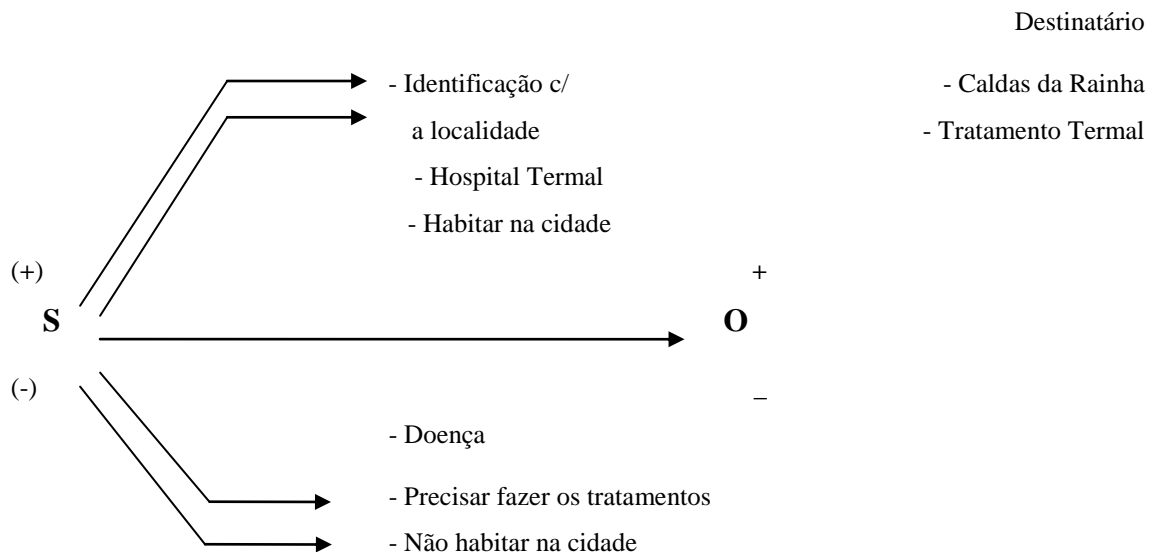 Destinatário
- Identificação c/
- Caldas da Rainha
a localidade
- Tratamento Termal
- Hospital Termal
- Habitar na cidade
(+)
+
S
O
(-)
–
- Doença
- Precisar fazer os tratamentos
- Não habitar na cidade